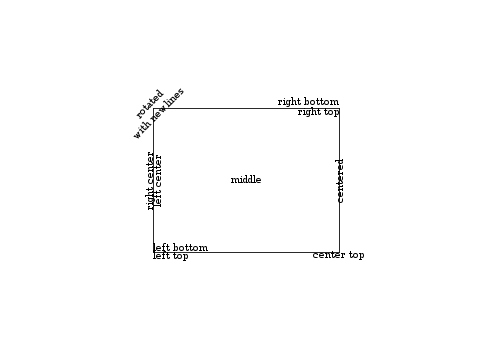 rotated
with newlines
right bottom
right top
right center
left center
middle
centered
left bottom
left top
center top